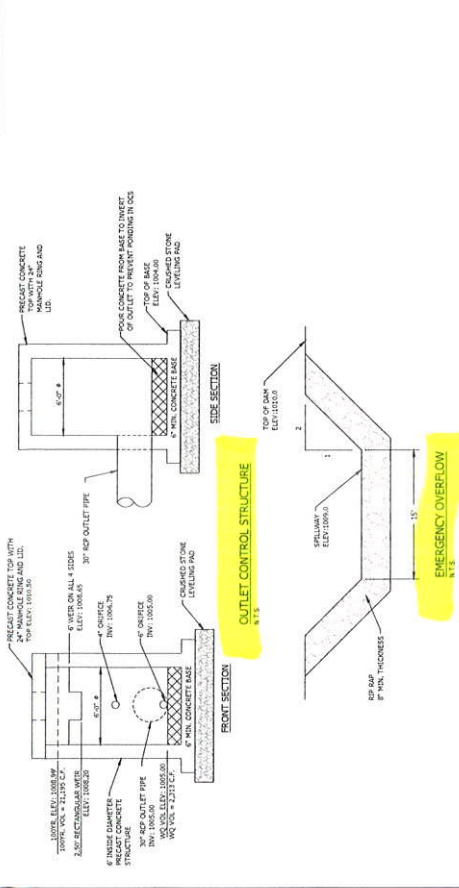 PRECAST CONCRETE TOP WITH
24" MANHOLE RING AND LID.
TOP ELEV: 1010.50
100YR. ELEV: 1008.99
100YR. VOL = 21,195 C.F.
2.50' RECTANGULAR WEIR
ELEV: 1008.20
6" WEIR ON ALL 4 SIDES
ELEV: 1008.65
4" ORIFICE
INV: 1006.75
6'-0" ø
6' INSIDE DIAMETER
PRECAST CONCRETE
STRUCTURE
30" RCP OUTLET PIPE
INV: 1005.00
WQ VOL ELEV: 1005.00
WQ VOL = 2,313 C.F.
6" ORIFICE
INV: 1005.00
6" MIN. CONCRETE BASE
CRUSHED STONE
LEVELING PAD
FRONT SECTION
PRECAST CONCRETE
TOP WITH 24"
MANHOLE RING AND
LID.
6'-0" ø
30" RCP OUTLET PIPE
POUR CONCRETE FROM BASE TO INVERT
OF OUTLET TO PREVENT PONDING IN OCS
TOP OF BASE
ELEV: 1004.00
6" MIN. CONCRETE BASE
CRUSHED STONE
LEVELING PAD
SIDE SECTION
OUTLET CONTROL STRUCTURE
N.T.S.
TOP OF DAM
ELEV:1010.0
SPILLWAY
ELEV:1009.0
2
1
15'
RIP RAP
8" MIN. THICKNESS
EMERGENCY OVERFLOW
N.T.S.